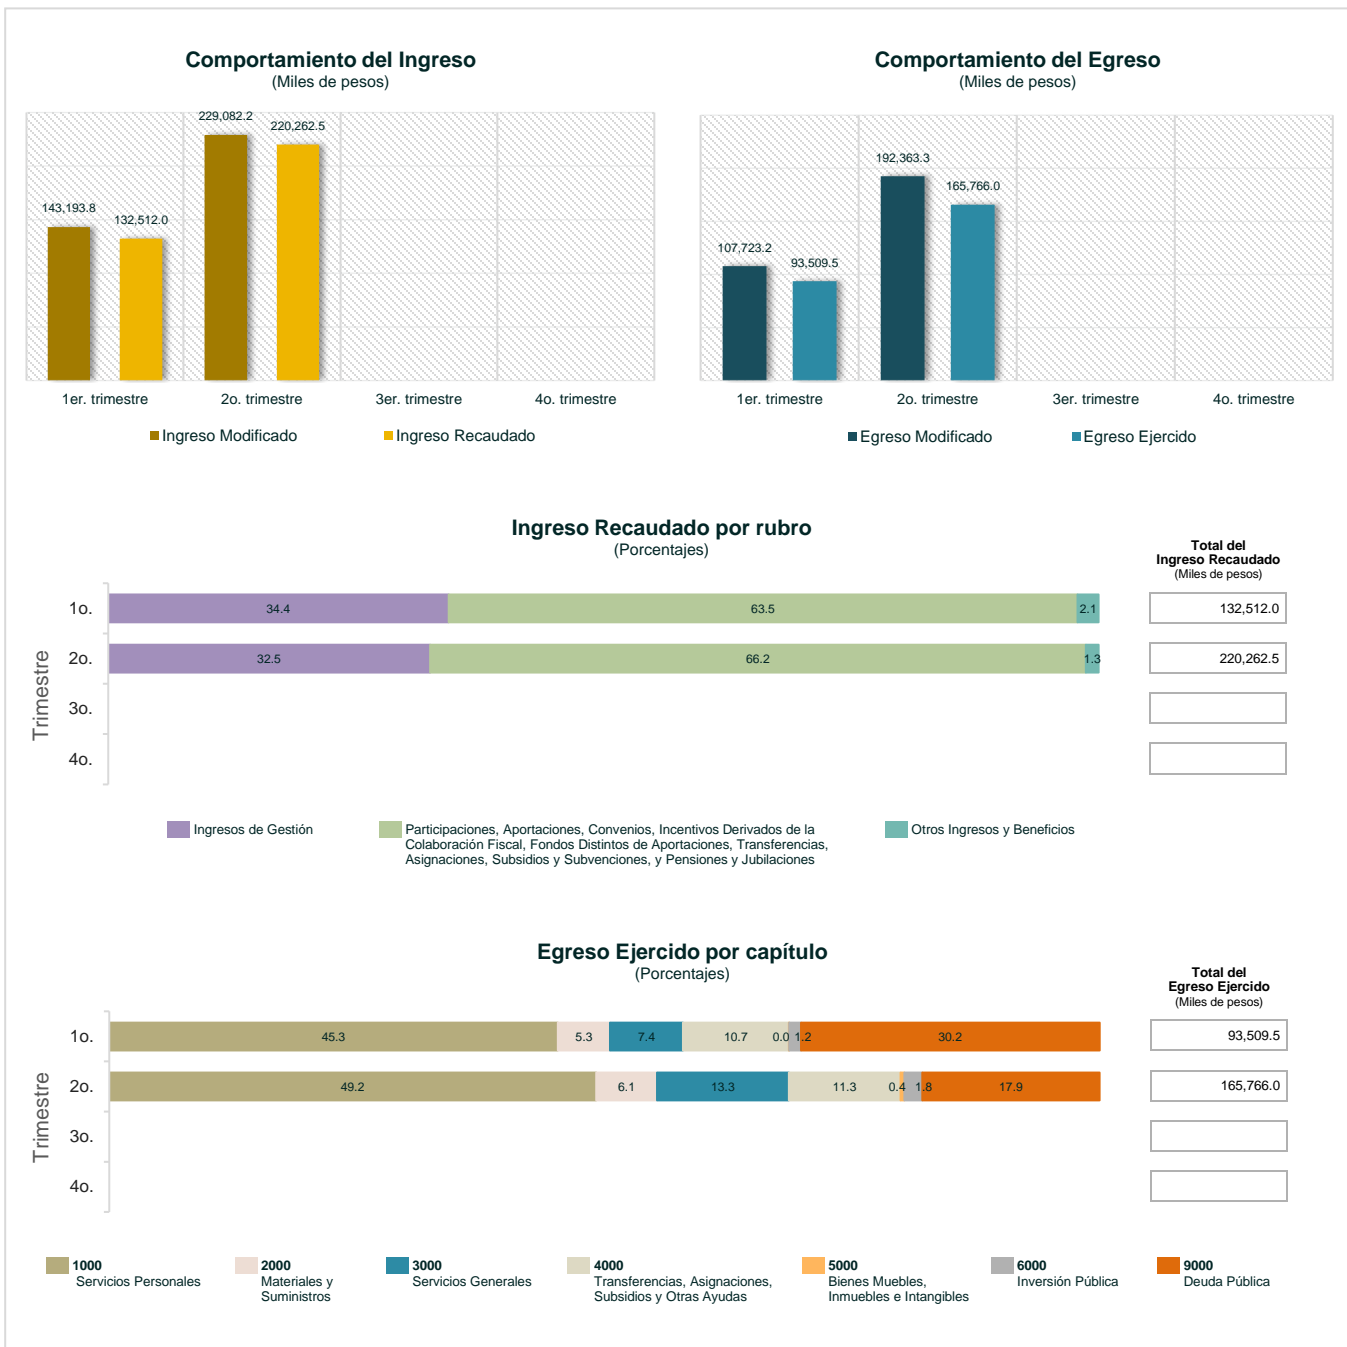 Comportamiento del Ingreso
(Miles de pesos)
229,082.2
220,262.5
143,193.8
132,512.0
1er. trimestre
2o. trimestre
3er. trimestre
4o. trimestre
Ingreso Modificado
Ingreso Recaudado
Comportamiento del Egreso
(Miles de pesos)
192,363.3
165,766.0
107,723.2
93,509.5
1er. trimestre
2o. trimestre
3er. trimestre
4o. trimestre
Egreso Modificado
Egreso Ejercido
Ingreso Recaudado por rubro
(Porcentajes)
Total del
Ingreso Recaudado
(Miles de pesos)
Trimestre
1o.
34.4
63.5
2.1
132,512.0
2o.
32.5
66.2
1.3
220,262.5
3o.
4o.
Ingresos de Gestión
Participaciones, Aportaciones, Convenios, Incentivos Derivados de la
Colaboración Fiscal, Fondos Distintos de Aportaciones, Transferencias,
Asignaciones, Subsidios y Subvenciones, y Pensiones y Jubilaciones
Otros Ingresos y Beneficios
Egreso Ejercido por capítulo
(Porcentajes)
Total del
Egreso Ejercido
(Miles de pesos)
Trimestre
1o.
45.3
5.3
7.4
10.7
0.0
1.2
30.2
93,509.5
2o.
49.2
6.1
13.3
11.3
0.4
1.8
17.9
165,766.0
3o.
4o.
1000
Servicios Personales
2000
Materiales y
Suministros
3000
Servicios Generales
4000
Transferencias, Asignaciones,
Subsidios y Otras Ayudas
5000
Bienes Muebles,
Inmuebles e Intangibles
6000
Inversión Pública
9000
Deuda Pública